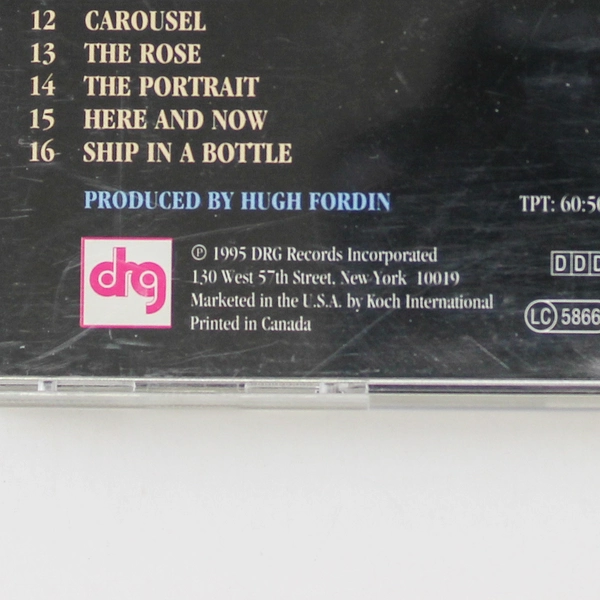 12 CAROUSEL
13 THE ROSE
14 THE PORTRAIT
15 HERE AND NOW
16 SHIP IN A BOTTLE
PRODUCED BY HUGH FORDIN
TPT: 60:50
drg
℗ 1995 DRG Records Incorporated
130 West 57th Street, New York 10019
Marketed in the U.S.A. by Koch International
Printed in Canada
DDD
LC 5866